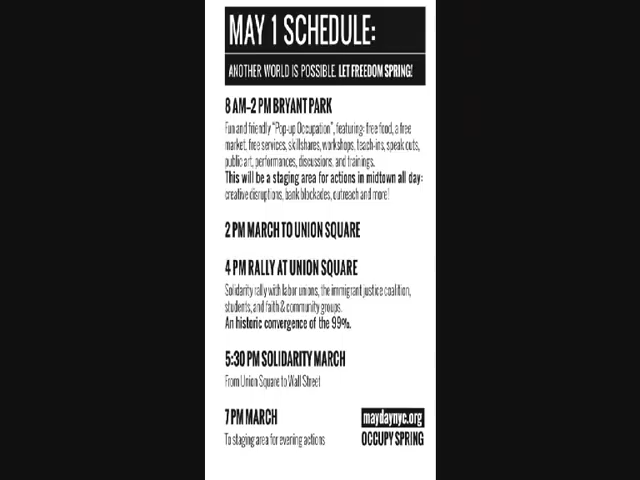 MAY 1 SCHEDULE:
ANOTHER WORLD IS POSSIBLE. LET FREEDOM SPRING!
8 AM–2 PM BRYANT PARK
Fun and friendly "Pop-up Occupation", featuring: free food, a free
market, free services, skillshares, workshops, teach-ins, speak outs,
public art, performances, discussions, and trainings.
This will be a staging area for actions in midtown all day:
creative disruptions, bank blockades, outreach and more!
2 PM MARCH TO UNION SQUARE
4 PM RALLY AT UNION SQUARE
Solidarity rally with labor unions, the immigrant justice coalition,
students, and faith & community groups.
An historic convergence of the 99%.
5:30 PM SOLIDARITY MARCH
From Union Square to Wall Street
7 PM MARCH
To staging area for evening actions
maydaynyc.org
OCCUPY SPRING